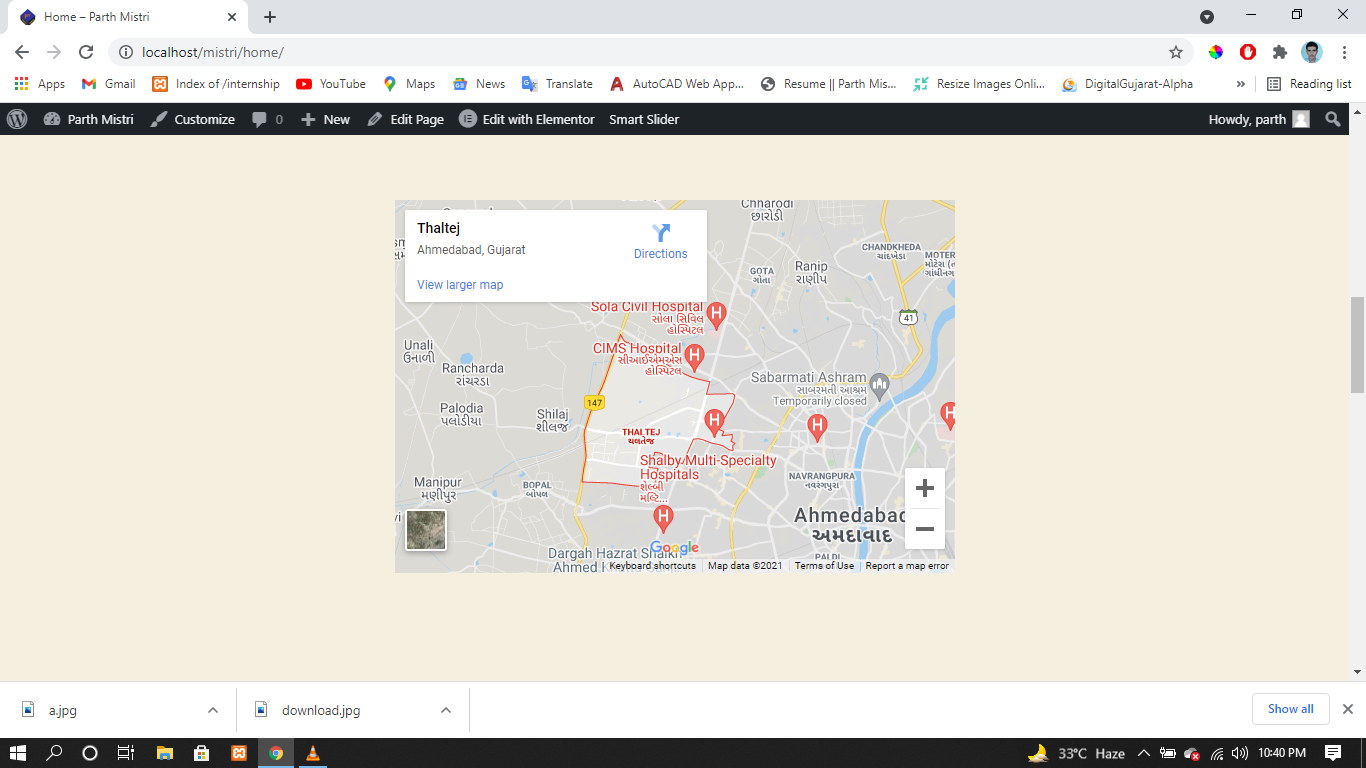 Home – Parth Mistri
localhost/mistri/home/
Apps Gmail Index of /internship YouTube Maps News Translate AutoCAD Web App... Resume || Parth Mis... Resize Images Onli... DigitalGujarat-Alpha » Reading list
Parth Mistri Customize 0 New Edit Page Edit with Elementor Smart Slider Howdy, parth
Thaltej
Ahmedabad, Gujarat
Directions
View larger map
Chharodi
છારોડી
CHANDKHEDA
ચાંદખેડા
MOTER
મોટેરા (ત
ગાંધીનગ
GOTA
ગોતા
Ranip
રાણીપ
Sola Civil Hospital
સોલા સિવિલ
હોસ્પિટલ
41
Unali
ઉનાળી
CIMS Hospital
સીઆઈએમએસ
હોસ્પિટલ
Rancharda
રાંચરડા
Sabarmati Ashram
સાબરમતી આશ્રમ
Temporarily closed
147
Palodia
પલોડીયા
Shilaj
શીલજ
THALTEJ
થલતેજ
Shalby Multi-Specialty
Hospitals
શેલ્બી
મલ્ટિ...
NAVRANGPURA
નવરંગપુરા
Manipur
મણીપુર
BOPAL
બોપલ
Ahmedabad
અમદાવાદ
Google
PALDI
Dargah Hazrat Shaikh
Ahmed
Keyboard shortcuts Map data ©2021 Terms of Use Report a map error
a.jpg download.jpg Show all
33°C Haze 10:40 PM